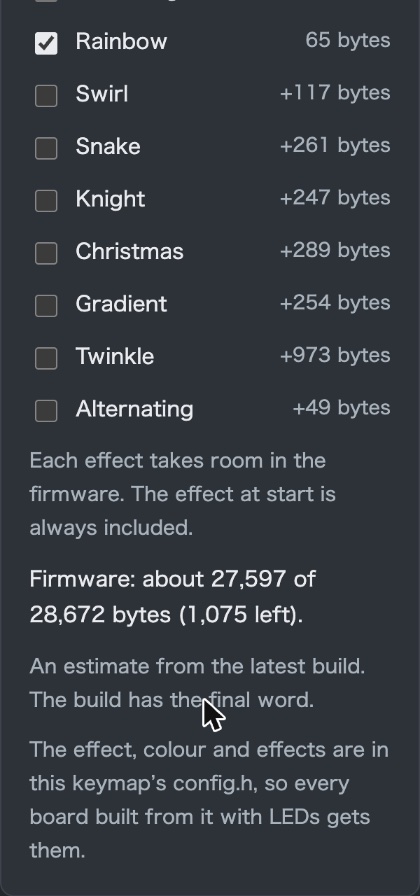 Rainbow 65 bytes
Swirl +117 bytes
Snake +261 bytes
Knight +247 bytes
Christmas +289 bytes
Gradient +254 bytes
Twinkle +973 bytes
Alternating +49 bytes
Each effect takes room in the
firmware. The effect at start is
always included.
Firmware: about 27,597 of
28,672 bytes (1,075 left).
An estimate from the latest build.
The build has the final word.
The effect, colour and effects are in
this keymap's config.h, so every
board built from it with LEDs gets
them.